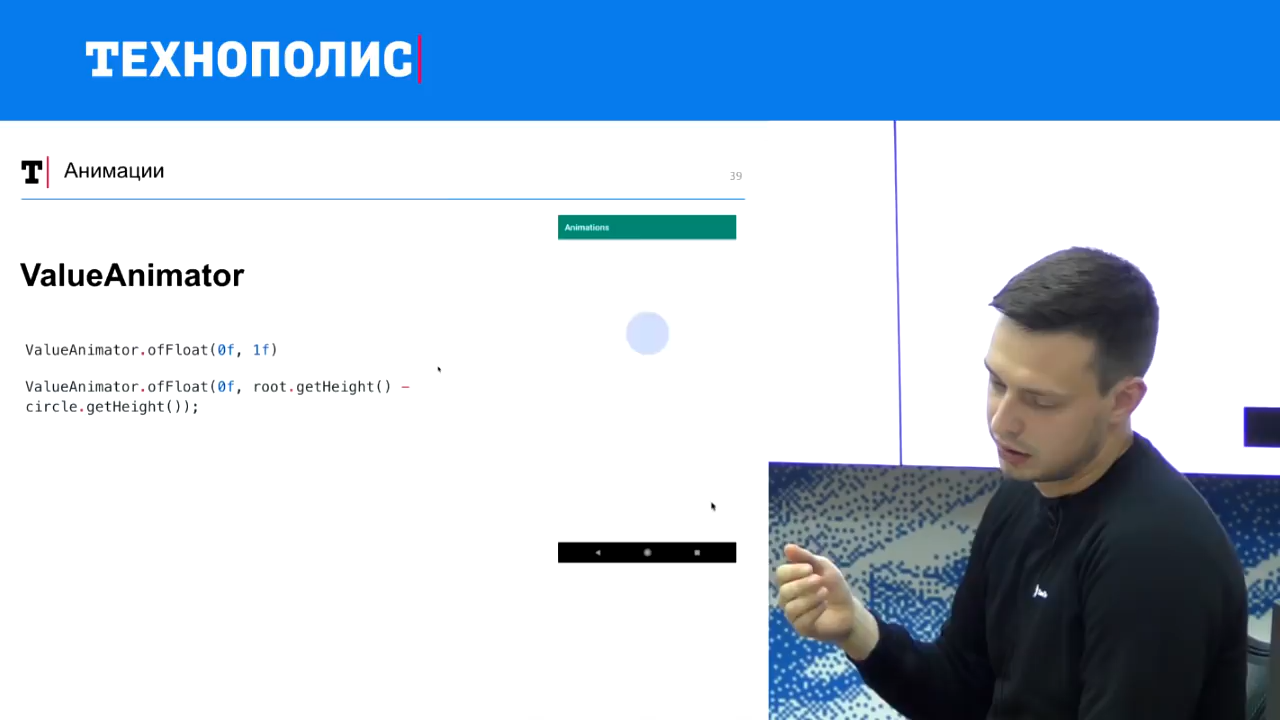 ТЕХНОПОЛИС
T Анимации
39
Animations
ValueAnimator
ValueAnimator.ofFloat(0f, 1f)
ValueAnimator.ofFloat(0f, root.getHeight() –
circle.getHeight());